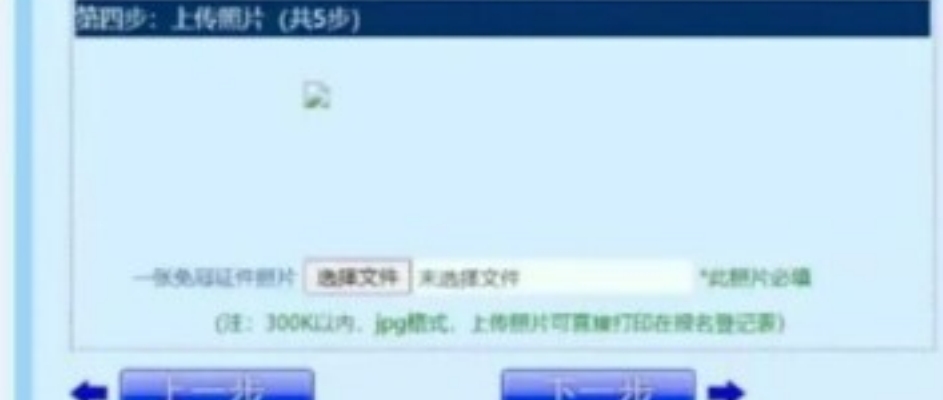 第四步：上传照片（共5步）
一张免冠证件照片 选择文件 未选择文件 *此照片必填
(注：300K以内，jpg格式，上传照片可直接打印在报名登记表)
上一步 下一步